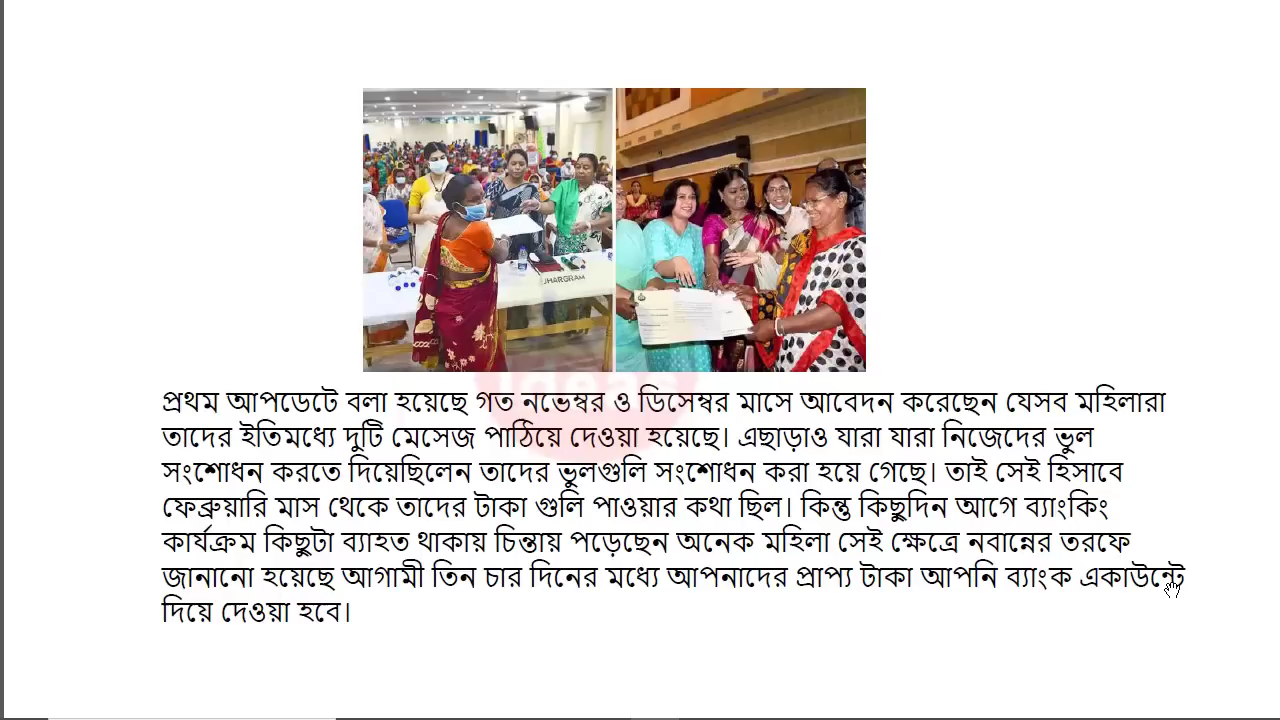 JHARGRAM
Ideas
প্রথম আপডেটে বলা হয়েছে গত নভেম্বর ও ডিসেম্বর মাসে আবেদন করেছেন যেসব মহিলারা
তাদের ইতিমধ্যে দুটি মেসেজ পাঠিয়ে দেওয়া হয়েছে। এছাড়াও যারা যারা নিজেদের ভুল
সংশোধন করতে দিয়েছিলেন তাদের ভুলগুলি সংশোধন করা হয়ে গেছে। তাই সেই হিসাবে
ফেব্রুয়ারি মাস থেকে তাদের টাকা গুলি পাওয়ার কথা ছিল। কিন্তু কিছুদিন আগে ব্যাংকিং
কার্যক্রম কিছুটা ব্যাহত থাকায় চিন্তায় পড়েছেন অনেক মহিলা সেই ক্ষেত্রে নবান্নের তরফে
জানানো হয়েছে আগামী তিন চার দিনের মধ্যে আপনাদের প্রাপ্য টাকা আপনি ব্যাংক একাউন্টে
দিয়ে দেওয়া হবে।